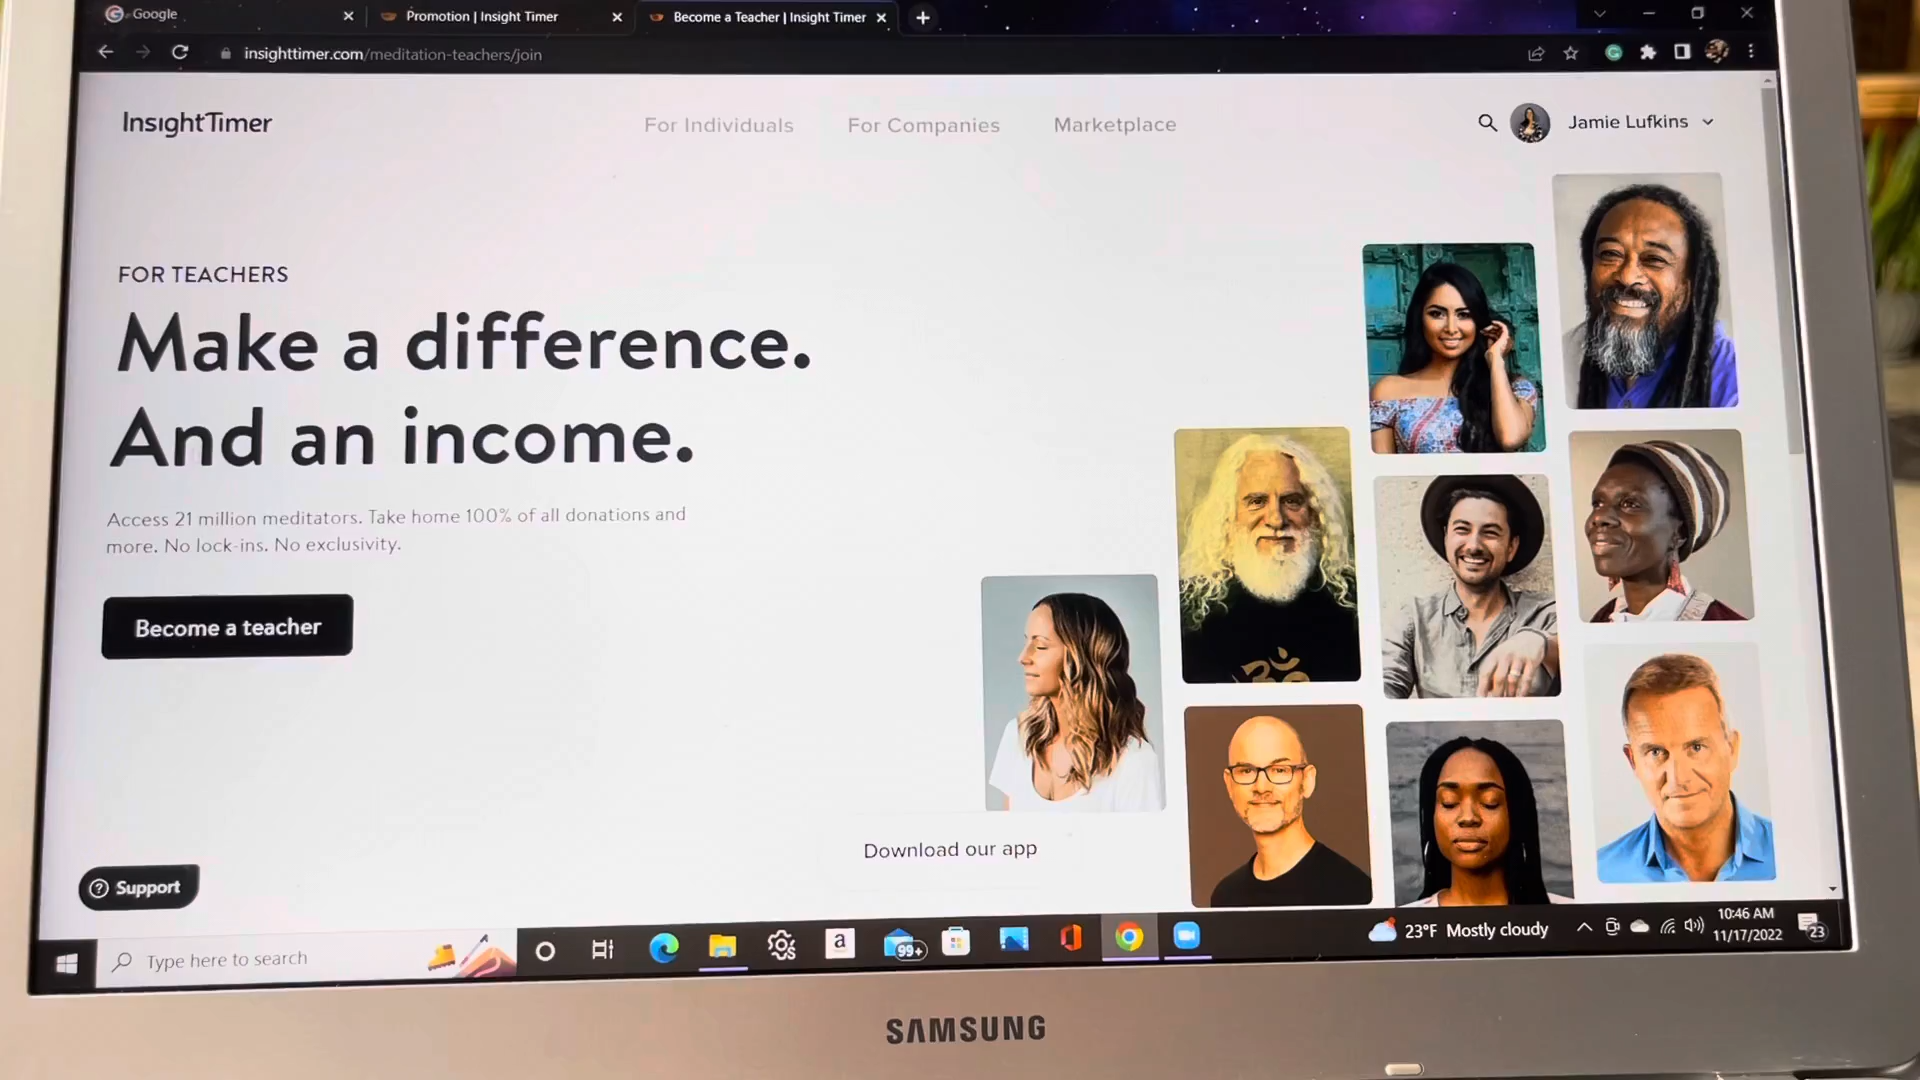 Google
Promotion | Insight Timer
Become a Teacher | Insight Timer
insighttimer.com/meditation-teachers/join
InsightTimer
For Individuals
For Companies
Marketplace
Jamie Lufkins
FOR TEACHERS
Make a difference.
And an income.
Access 21 million meditators. Take home 100% of all donations and
more. No lock-ins. No exclusivity.
Become a teacher
Download our app
Support
Type here to search
a
99+
23°F Mostly cloudy
10:46 AM
11/17/2022
23
SAMSUNG